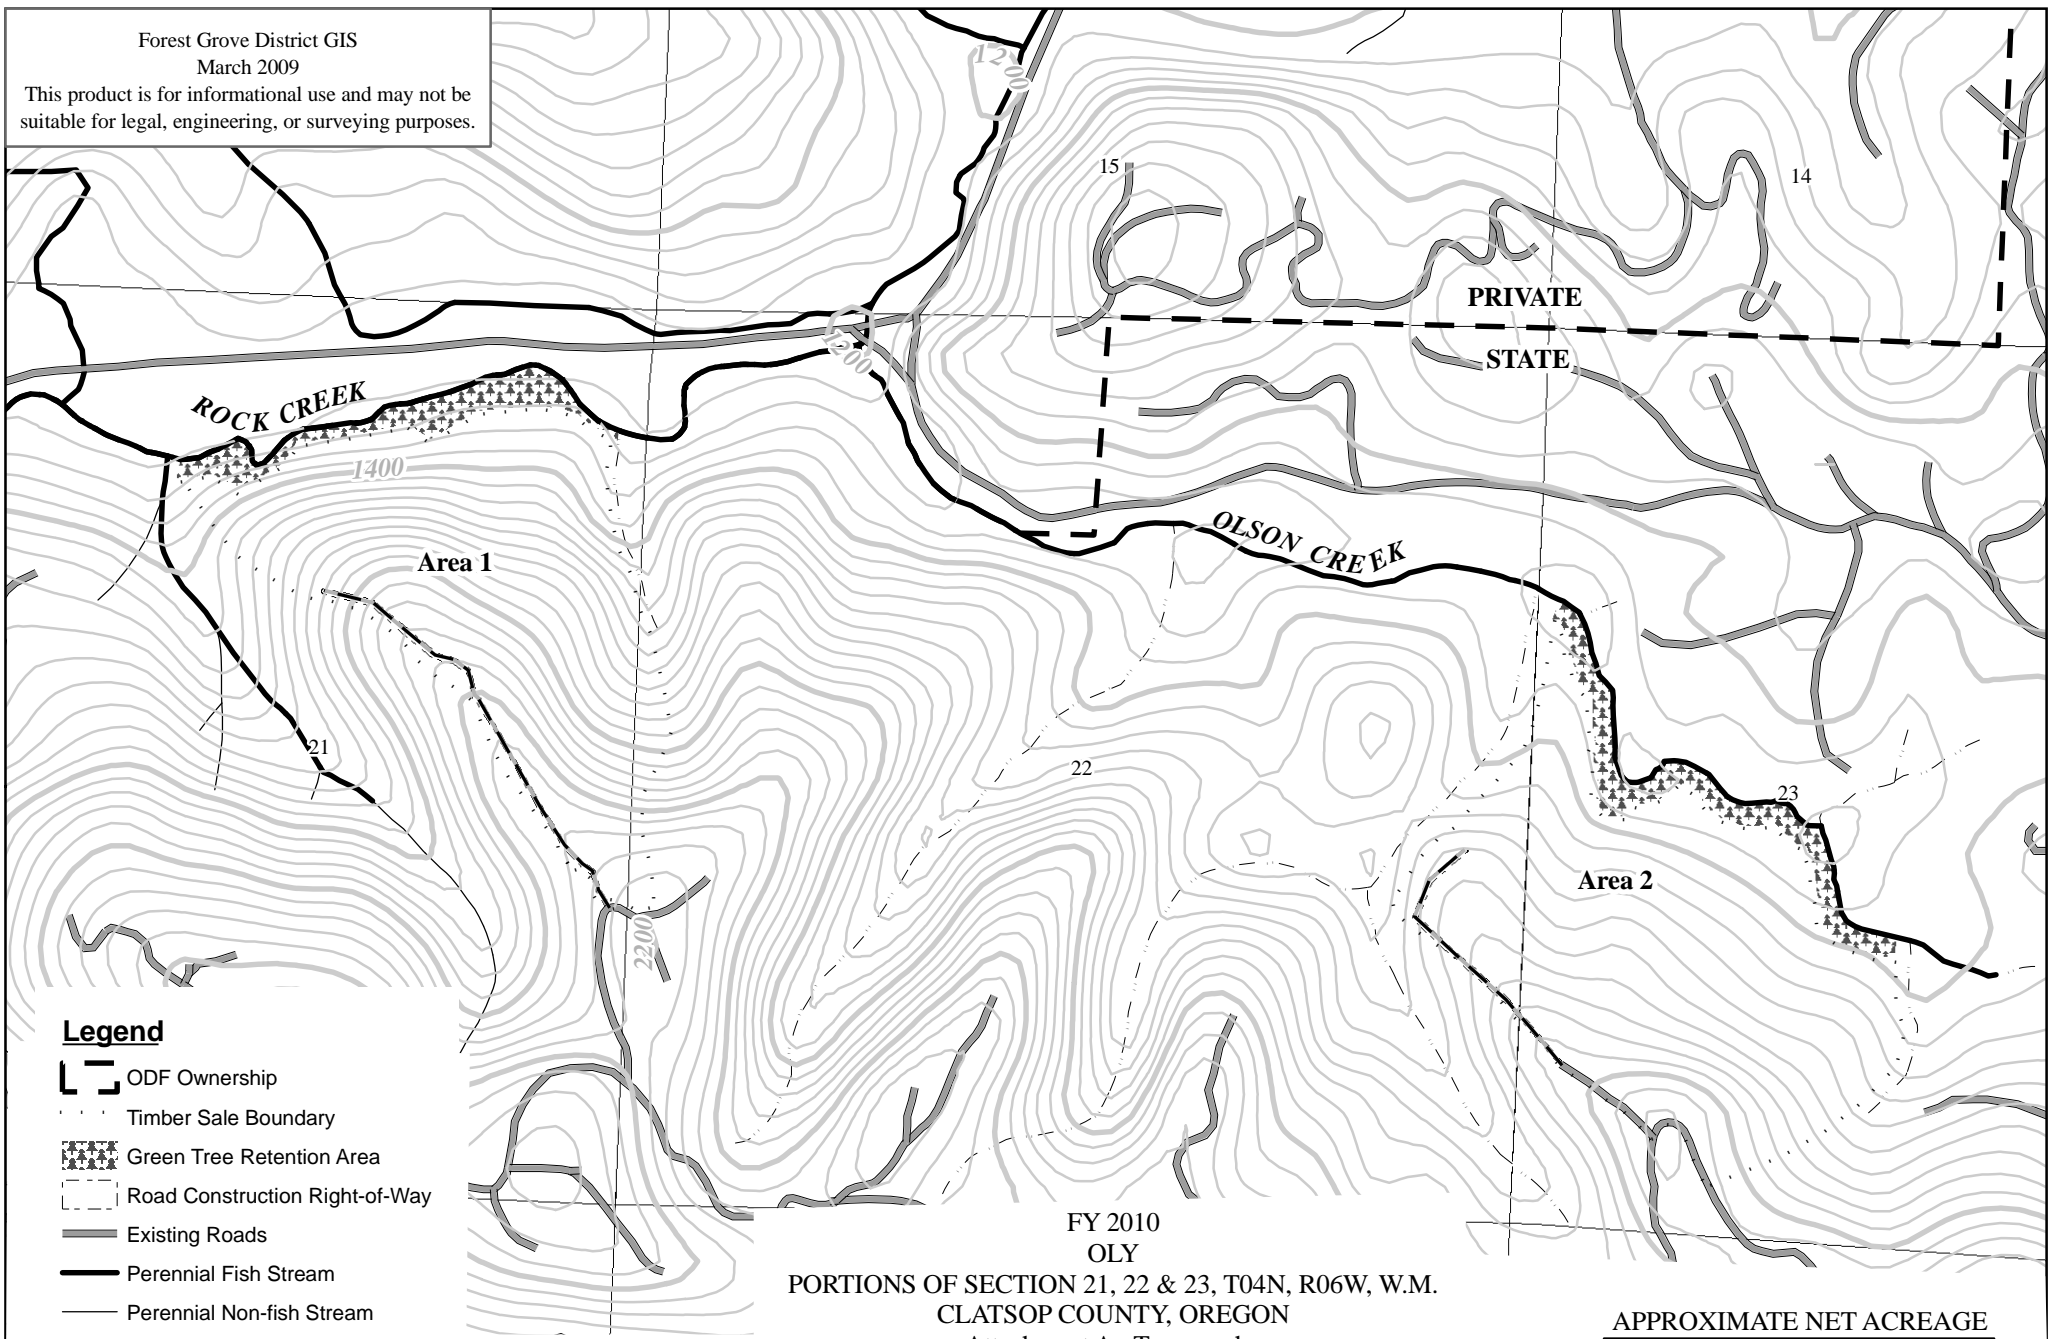 Forest Grove District GIS
March 2009
This product is for informational use and may not be
suitable for legal, engineering, or surveying purposes.
1200
15
14
PRIVATE
STATE
1200
ROCK CREEK
1400
OLSON CREEK
Area 1
21
22
23
Area 2
2200
Legend
ODF Ownership
Timber Sale Boundary
Green Tree Retention Area
Road Construction Right-of-Way
Existing Roads
Perennial Fish Stream
Perennial Non-fish Stream
FY 2010
OLY
PORTIONS OF SECTION 21, 22 & 23, T04N, R06W, W.M.
CLATSOP COUNTY, OREGON
APPROXIMATE NET ACREAGE